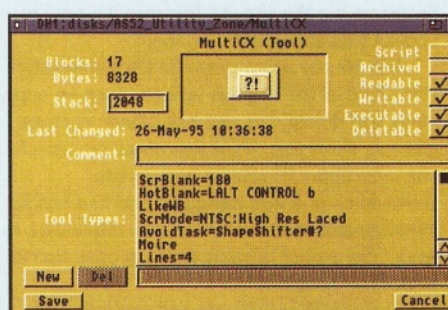 DH1:disks/AS52_Utility_Zone/MultiCX
MultiCX (Tool)
Blocks: 17
Bytes: 8328
Stack: 2048
?!
Script
Archived
Readable
Writable
Executable
Deletable
Last Changed: 26-May-95 10:36:38
Comment:
Tool Types:
ScrBlank=180
HotBlank=LALT CONTROL b
LikeWB
ScrMode=NTSC:High Res Laced
AvoidTask=ShapeShifter#?
Moire
Lines=4
New Del
Save Cancel